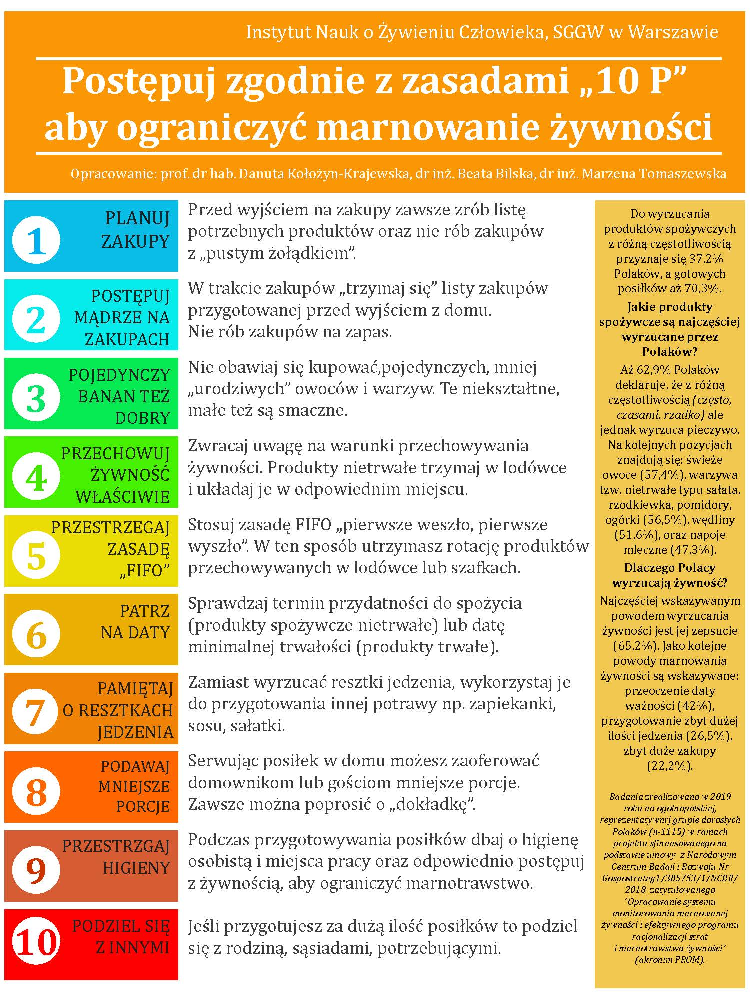 Instytut Nauk o Żywieniu Człowieka, SGGW w Warszawie
Postępuj zgodnie z zasadami „10 P”
aby ograniczyć marnowanie żywności
Opracowanie: prof. dr hab. Danuta Kołożyn-Krajewska, dr inż. Beata Bilska, dr inż. Marzena Tomaszewska
1
PLANUJ
ZAKUPY
Przed wyjściem na zakupy zawsze zrób listę
potrzebnych produktów oraz nie rób zakupów
z „pustym żołądkiem”.
2
POSTĘPUJ
MĄDRZE NA
ZAKUPACH
W trakcie zakupów „trzymaj się” listy zakupów
przygotowanej przed wyjściem z domu.
Nie rób zakupów na zapas.
3
POJEDYNCZY
BANAN TEŻ
DOBRY
Nie obawiaj się kupować,pojedynczych, mniej
„urodziwych” owoców i warzyw. Te niekształtne,
małe też są smaczne.
4
PRZECHOWUJ
ŻYWNOŚĆ
WŁAŚCIWIE
Zwracaj uwagę na warunki przechowywania
żywności. Produkty nietrwałe trzymaj w lodówce
i układaj je w odpowiednim miejscu.
5
PRZESTRZEGAJ
ZASADĘ
„FIFO”
Stosuj zasadę FIFO „pierwsze weszło, pierwsze
wyszło”. W ten sposób utrzymasz rotację produktów
przechowywanych w lodówce lub szafkach.
6
PATRZ
NA DATY
Sprawdzaj termin przydatności do spożycia
(produkty spożywcze nietrwałe) lub datę
minimalnej trwałości (produkty trwałe).
7
PAMIĘTAJ
O RESZTKACH
JEDZENIA
Zamiast wyrzucać resztki jedzenia, wykorzystaj je
do przygotowania innej potrawy np. zapiekanki,
sosu, sałatki.
8
PODAWAJ
MNIEJSZE
PORCJE
Serwując posiłek w domu możesz zaoferować
domownikom lub gościom mniejsze porcje.
Zawsze można poprosić o „dokładkę”.
9
PRZESTRZGAJ
HIGIENY
Podczas przygotowywania posiłków dbaj o higienę
osobistą i miejsca pracy oraz odpowiednio postępuj
z żywnością, aby ograniczyć marnotrawstwo.
10
PODZIEL SIĘ
Z INNYMI
Jeśli przygotujesz za dużą ilość posiłków to podziel
się z rodziną, sąsiadami, potrzebującymi.
Do wyrzucania
produktów spożywczych
z różną częstotliwością
przyznaje się 37,2%
Polaków, a gotowych
posiłków aż 70,3%.
Jakie produkty
spożywcze są najczęściej
wyrzucane przez
Polaków?
Aż 62,9% Polaków
deklaruje, że z różną
częstotliwością (często,
czasami, rzadko) ale
jednak wyrzuca pieczywo.
Na kolejnych pozycjach
znajdują się: świeże
owoce (57,4%), warzywa
tzw. nietrwałe typu sałata,
rzodkiewka, pomidory,
ogórki (56,5%), wędliny
(51,6%), oraz napoje
mleczne (47,3%).
Dlaczego Polacy
wyrzucają żywność?
Najczęściej wskazywanym
powodem wyrzucania
żywności jest jej zepsucie
(65,2%). Jako kolejne
powody marnowania
żywności są wskazywane:
przeoczenie daty
ważności (42%),
przygotowanie zbyt dużej
ilości jedzenia (26,5%),
zbyt duże zakupy
(22,2%).
Badania zrealizowano w 2019
roku na ogólnopolskiej,
reprezentatywnrj grupie dorosłych
Polaków (n-1115) w ramach
projektu sfinansowanego na
podstawie umowy z Narodowym
Centrum Badań i Rozwoju Nr
Gospostrateg1/385753/1/NCBR/
2018 zatytułowanego
“Opracowanie systemu
monitorowania marnowanej
żywności i efektywnego programu
racjonalizacji strat
i marnotrawstwa żywności”
(akronim PROM).